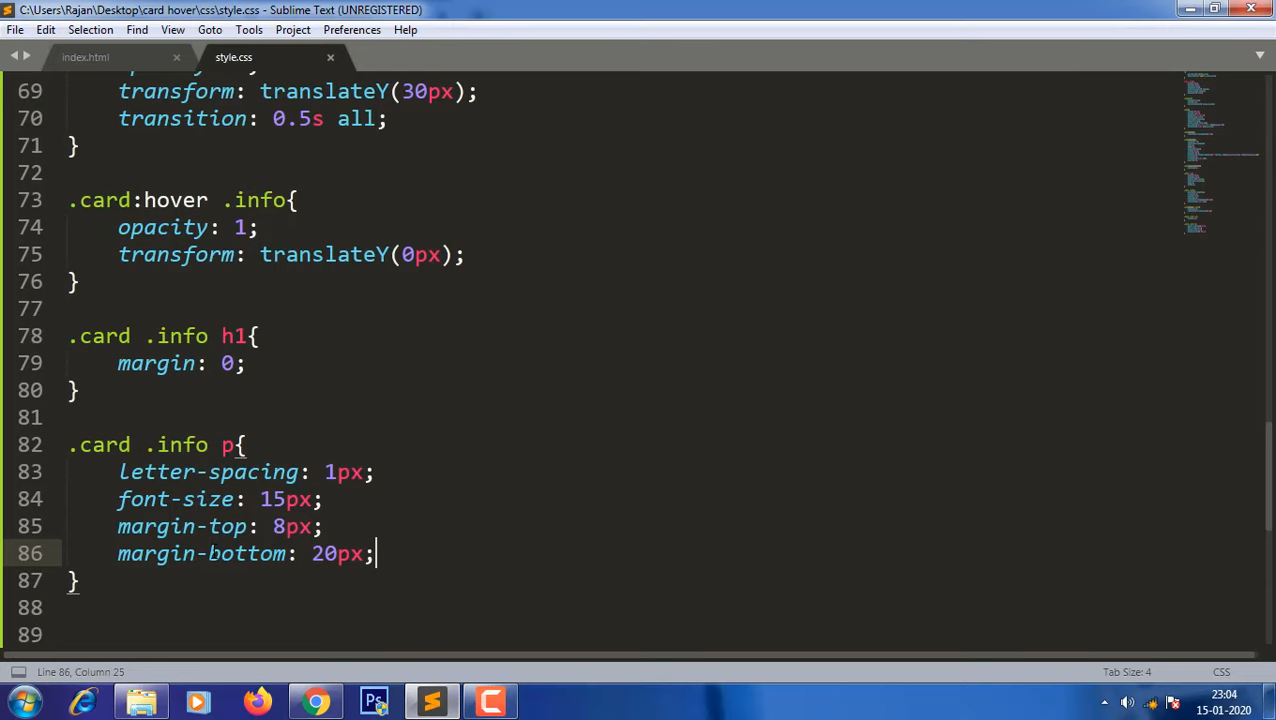 C:\Users\Rajan\Desktop\card hover\css\style.css - Sublime Text (UNREGISTERED)
File Edit Selection Find View Goto Tools Project Preferences Help
index.html style.css
69 transform: translateY(30px);
70 transition: 0.5s all;
71 }
72
73 .card:hover .info{
74 opacity: 1;
75 transform: translateY(0px);
76 }
77
78 .card .info h1{
79 margin: 0;
80 }
81
82 .card .info p{
83 letter-spacing: 1px;
84 font-size: 15px;
85 margin-top: 8px;
86 margin-bottom: 20px;
87 }
88
89
Line 86, Column 25 Tab Size: 4 CSS
Ps
23:04
15-01-2020